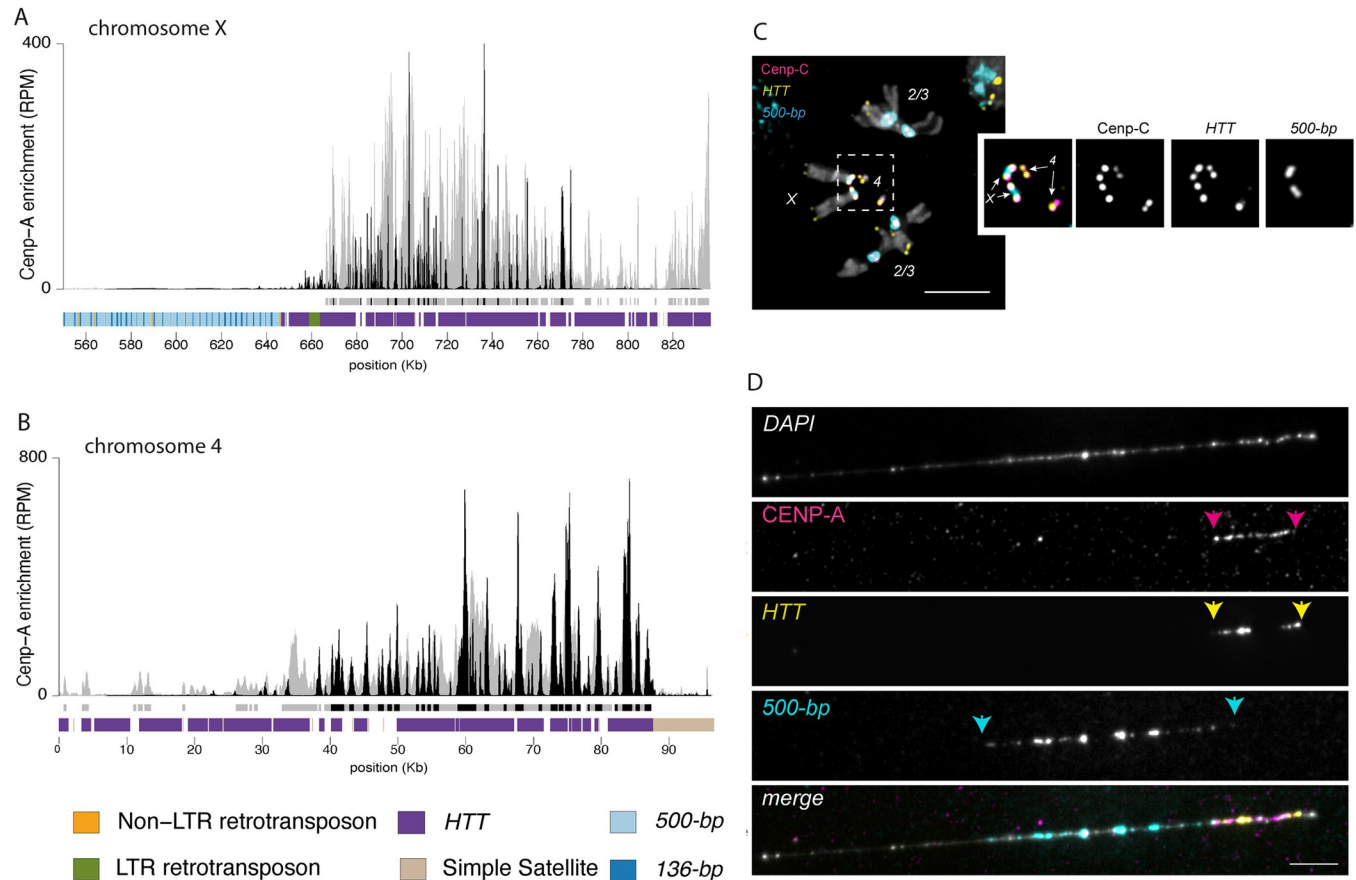 A
chromosome X
400
Cenp-A enrichment (RPM)
0
560 580 600 620 640 660 680 700 720 740 760 780 800 820
position (Kb)
B
chromosome 4
800
Cenp-A enrichment (RPM)
0
0 10 20 30 40 50 60 70 80 90
position (Kb)
Non-LTR retrotransposon
HTT
500-bp
LTR retrotransposon
Simple Satellite
136-bp
C
Cenp-C
HTT
500-bp
2/3
X
4
2/3
Cenp-C
HTT
500-bp
4
X
D
DAPI
CENP-A
HTT
500-bp
merge